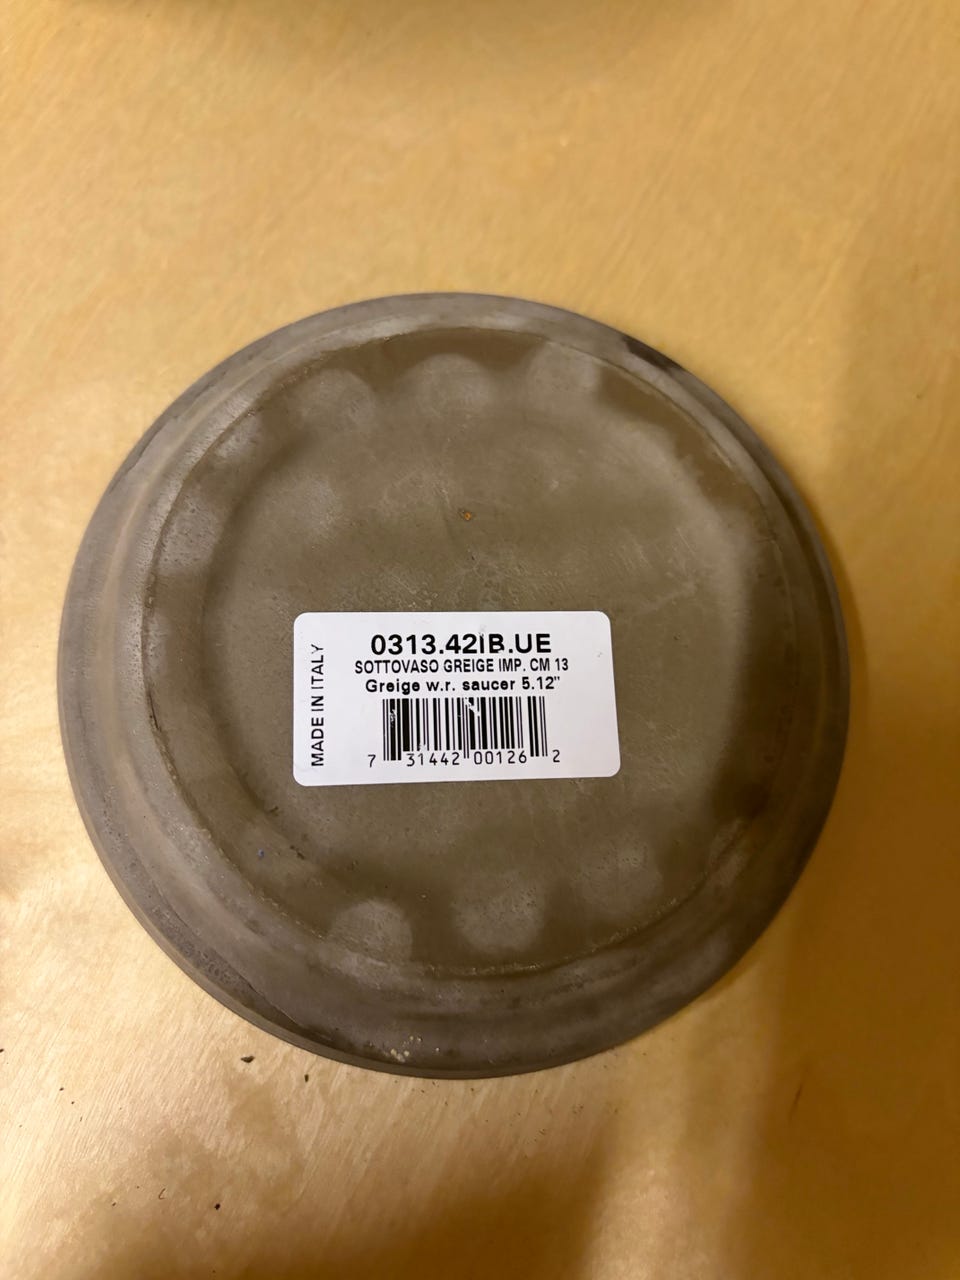 0313.42IB.UE
SOTTOVASO GREIGE IMP. CM 13
Greige w.r. saucer 5.12"
MADE IN ITALY
7 31442 00126 2